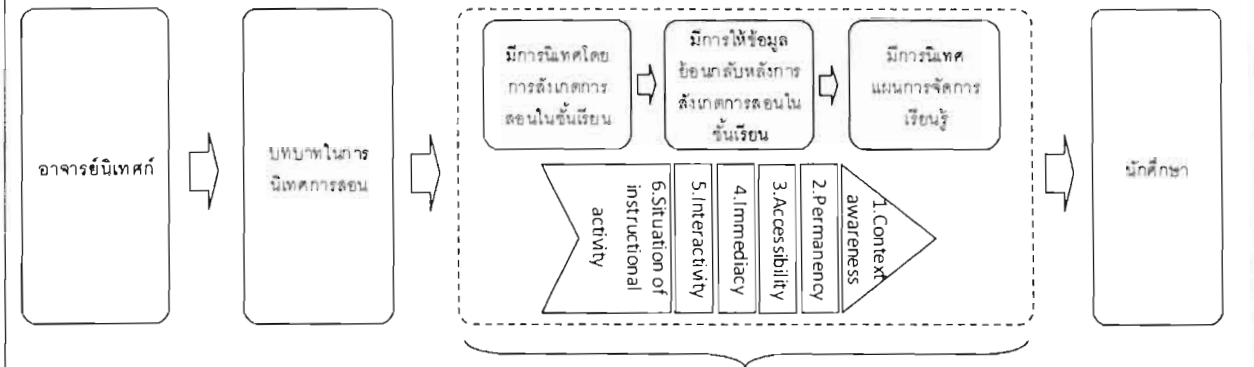 อาจารย์นิเทศก์
บทบาทในการ
นิเทศการสอน
มีการนิเทศโดย
การสังเกตการ
สอนในชั้นเรียน
มีการให้ข้อมูล
ย้อนกลับหลังการ
สังเกตการสอนใน
ชั้นเรียน
มีการนิเทศ
แผนการจัดการ
เรียนรู้
1.Context
awareness
2.Permanency
3.Accessibility
4.Immediacy
5.Interactivity
6.Situation of
instructional
activity
นักศึกษา